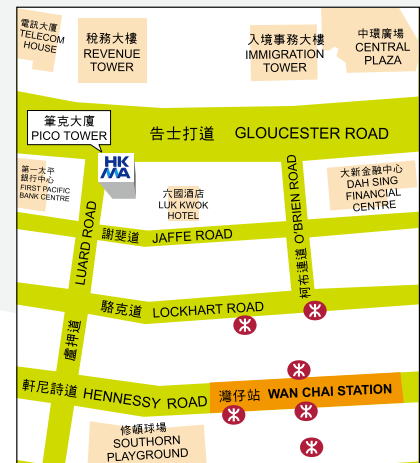 電訊大廈
TELECOM
HOUSE
稅務大樓
REVENUE
TOWER
入境事務大樓
IMMIGRATION
TOWER
中環廣場
CENTRAL
PLAZA
筆克大廈
PICO TOWER
告士打道 GLOUCESTER ROAD
HK
MA
第一太平
銀行中心
FIRST PACIFIC
BANK CENTRE
六國酒店
LUK KWOK
HOTEL
大新金融中心
DAH SING
FINANCIAL
CENTRE
柯布連道 O'BRIEN ROAD
盧押道 LUARD ROAD
謝斐道 JAFFE ROAD
駱克道 LOCKHART ROAD
軒尼詩道 HENNESSY ROAD
灣仔站 WAN CHAI STATION
修頓球場
SOUTHORN
PLAYGROUND